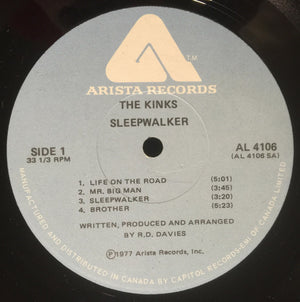 TM
ARISTA RECORDS
THE KINKS
SLEEPWALKER
SIDE 1
33 1/3 RPM
AL 4106
(AL 4106 SA)
1. LIFE ON THE ROAD (5:01)
2. MR. BIG MAN (3:45)
3. SLEEPWALKER (3:20)
4. BROTHER (5:23)
WRITTEN, PRODUCED AND ARRANGED
BY R.D. DAVIES
Ⓟ1977 Arista Records, Inc.
MANUFACTURED AND DISTRIBUTED IN CANADA BY CAPITOL RECORDS-EMI OF CANADA LIMITED